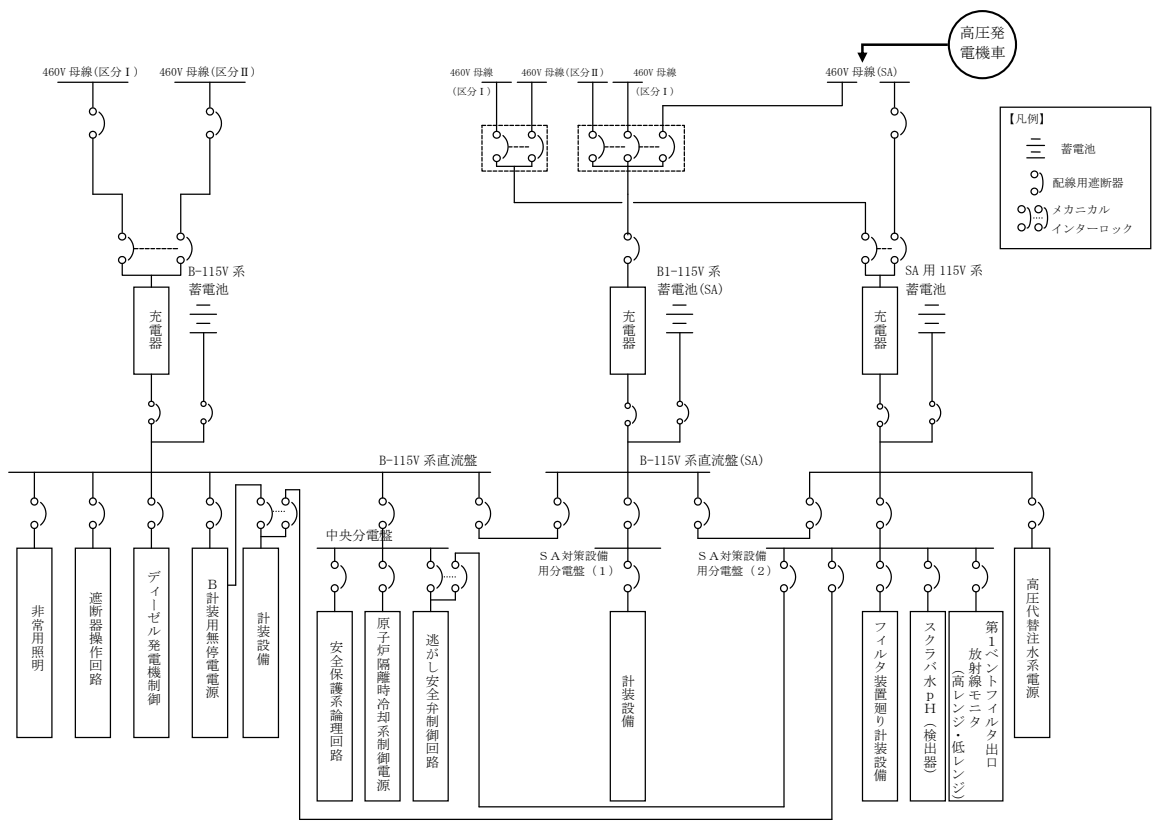 高圧発
電機車
460V 母線(区分Ⅰ)
460V 母線(区分Ⅱ)
460V 母線
(区分Ⅰ)
460V 母線(区分Ⅱ)
460V 母線
(区分Ⅰ)
460V 母線(SA)
【凡例】
蓄電池
配線用遮断器
メカニカル
インターロック
B-115V 系
蓄電池
B1-115V 系
蓄電池(SA)
SA 用 115V 系
蓄電池
充電器
充電器
充電器
B-115V 系直流盤
B-115V 系直流盤(SA)
中央分電盤
SA対策設備
用分電盤(1)
SA対策設備
用分電盤(2)
非常用照明
遮断器操作回路
ディーゼル発電機制御
B計装用無停電電源
計装設備
安全保護系論理回路
原子炉隔離時冷却系制御電源
逃がし安全弁制御回路
計装設備
フィルタ装置廻り計装設備
スクラバ水pH(検出器)
第1ベントフィルタ出口
放射線モニタ
(高レンジ・低レンジ)
高圧代替注水系電源